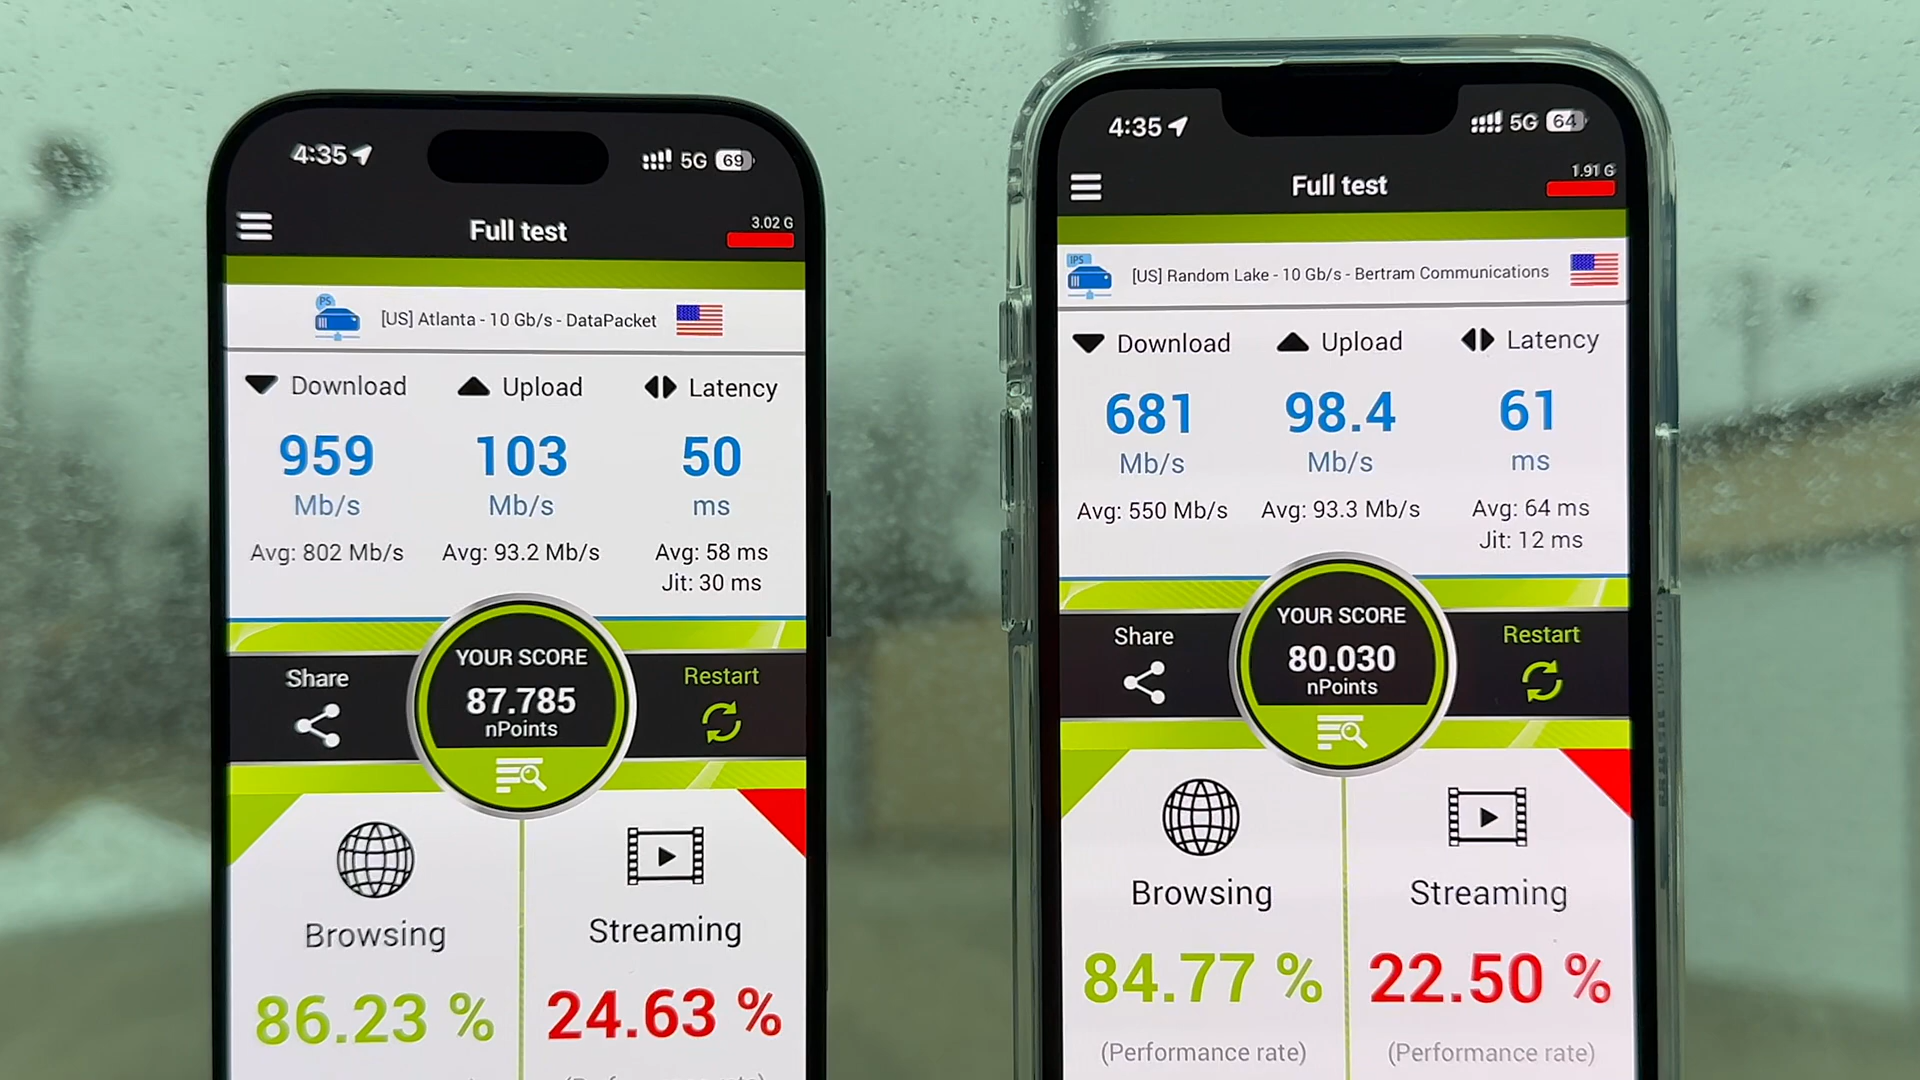 4:35 5G 69
Full test
3.02 G
PS
[US] Atlanta - 10 Gb/s - DataPacket
Download Upload Latency
959 103 50
Mb/s Mb/s ms
Avg: 802 Mb/s Avg: 93.2 Mb/s Avg: 58 ms
Jit: 30 ms
YOUR SCORE
Share Restart
87.785
nPoints
Browsing Streaming
86.23 % 24.63 %
4:35 5G 64
1.91 G
Full test
IPS
[US] Random Lake - 10 Gb/s - Bertram Communications
Download Upload Latency
681 98.4 61
Mb/s Mb/s ms
Avg: 550 Mb/s Avg: 93.3 Mb/s Avg: 64 ms
Jit: 12 ms
YOUR SCORE
Share Restart
80.030
nPoints
Browsing Streaming
84.77 % 22.50 %
(Performance rate) (Performance rate)